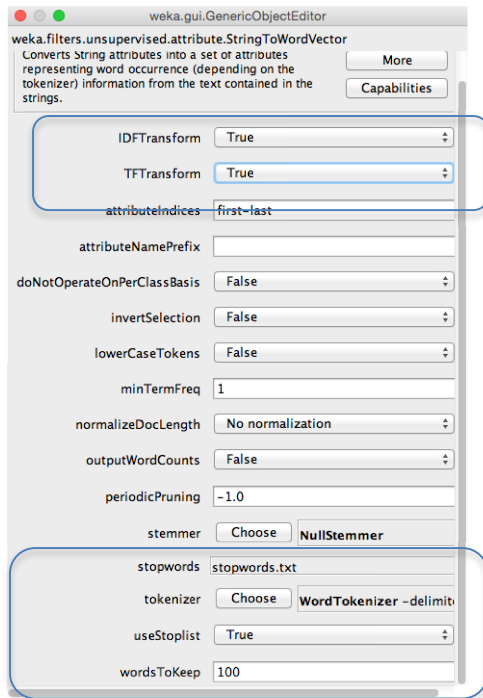 weka.gui.GenericObjectEditor
weka.filters.unsupervised.attribute.StringToWordVector
Converts String attributes into a set of attributes
representing word occurrence (depending on the
tokenizer) information from the text contained in the
strings.
More
Capabilities
IDFTransform True
TFTransform True
attributeIndices first-last
attributeNamePrefix
doNotOperateOnPerClassBasis False
invertSelection False
lowerCaseTokens False
minTermFreq 1
normalizeDocLength No normalization
outputWordCounts False
periodicPruning -1.0
stemmer Choose NullStemmer
stopwords stopwords.txt
tokenizer Choose WordTokenizer -delimit
useStoplist True
wordsToKeep 100